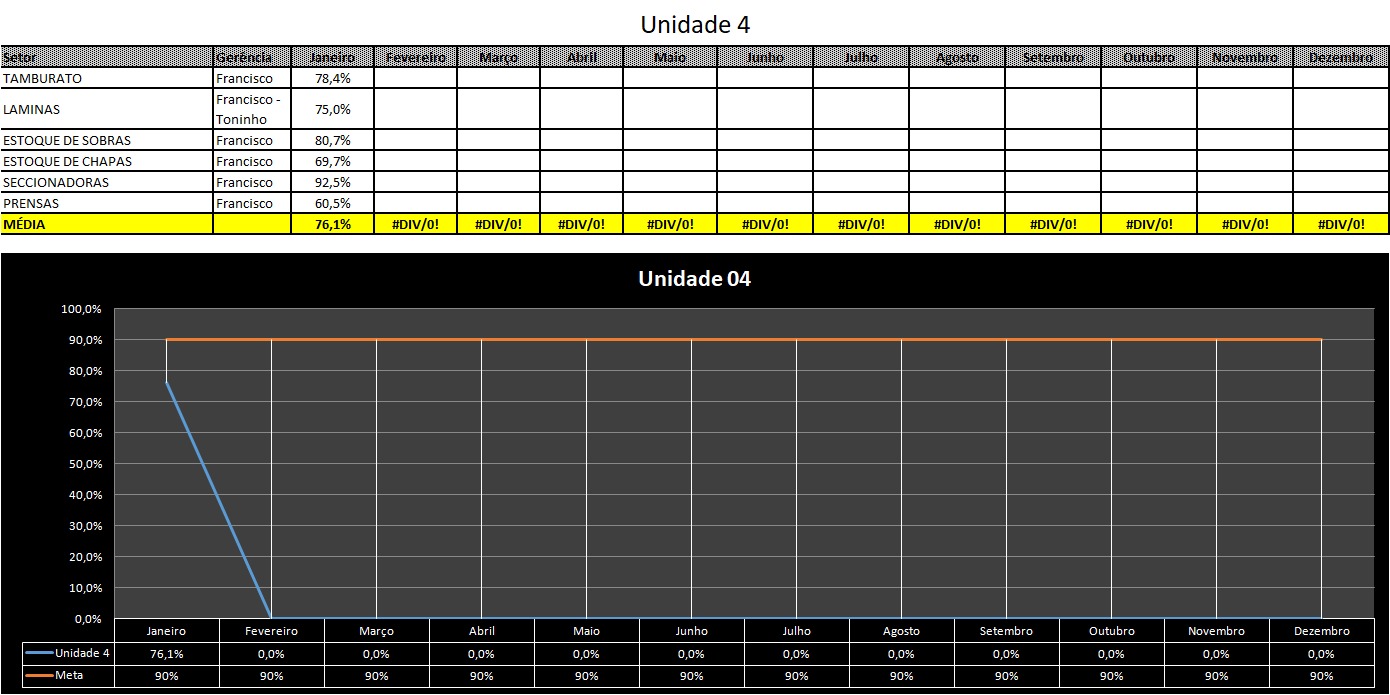 Unidade 4
Setor Gerência Janeiro Fevereiro Março Abril Maio Junho Julho Agosto Setembro Outubro Novembro Dezembro
TAMBURATO Francisco 78,4%
LAMINAS Francisco - Toninho 75,0%
ESTOQUE DE SOBRAS Francisco 80,7%
ESTOQUE DE CHAPAS Francisco 69,7%
SECCIONADORAS Francisco 92,5%
PRENSAS Francisco 60,5%
MÉDIA 76,1% #DIV/0! #DIV/0! #DIV/0! #DIV/0! #DIV/0! #DIV/0! #DIV/0! #DIV/0! #DIV/0! #DIV/0! #DIV/0!
Unidade 04
100,0%
90,0%
80,0%
70,0%
60,0%
50,0%
40,0%
30,0%
20,0%
10,0%
0,0%
Janeiro Fevereiro Março Abril Maio Junho Julho Agosto Setembro Outubro Novembro Dezembro
Unidade 4 76,1% 0,0% 0,0% 0,0% 0,0% 0,0% 0,0% 0,0% 0,0% 0,0% 0,0% 0,0%
Meta 90% 90% 90% 90% 90% 90% 90% 90% 90% 90% 90% 90%